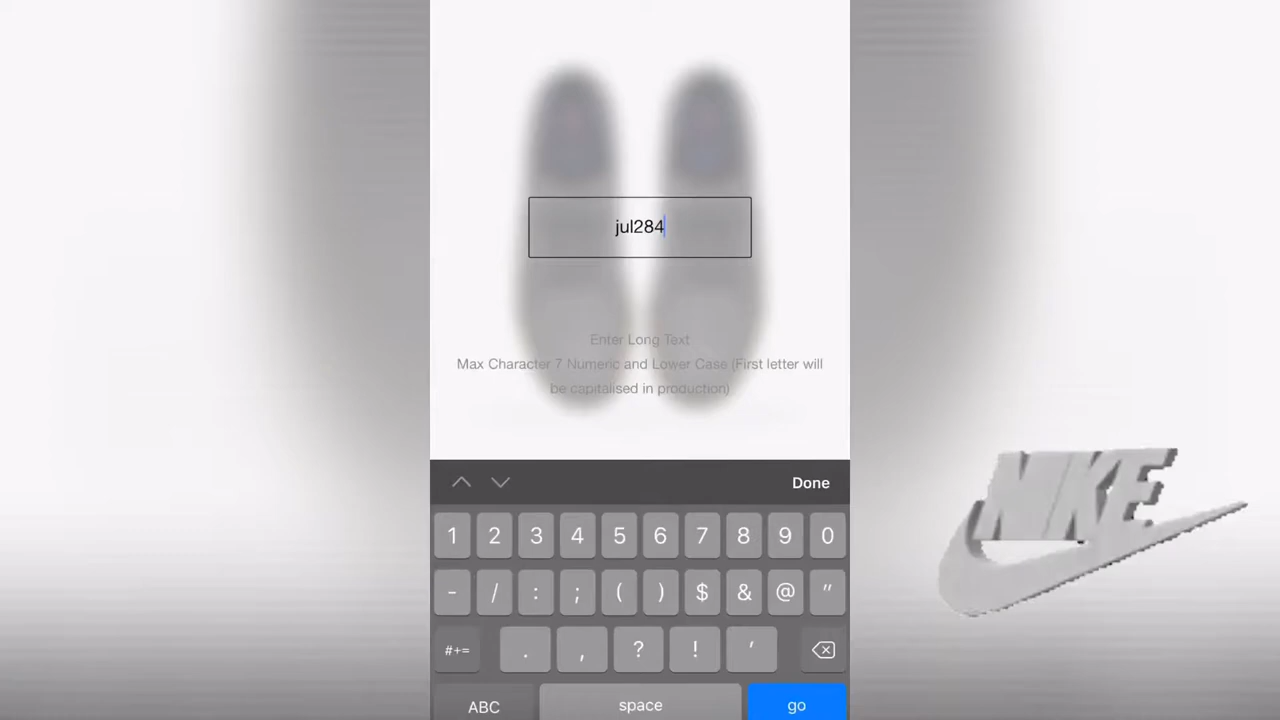 jul284
Enter Long Text
Max Character 7 Numeric and Lower Case (First letter will
be capitalised in production)
Done
1 2 3 4 5 6 7 8 9 0
- / : ; ( ) $ & @ "
#+= . , ? ! '
ABC space go
NIKE